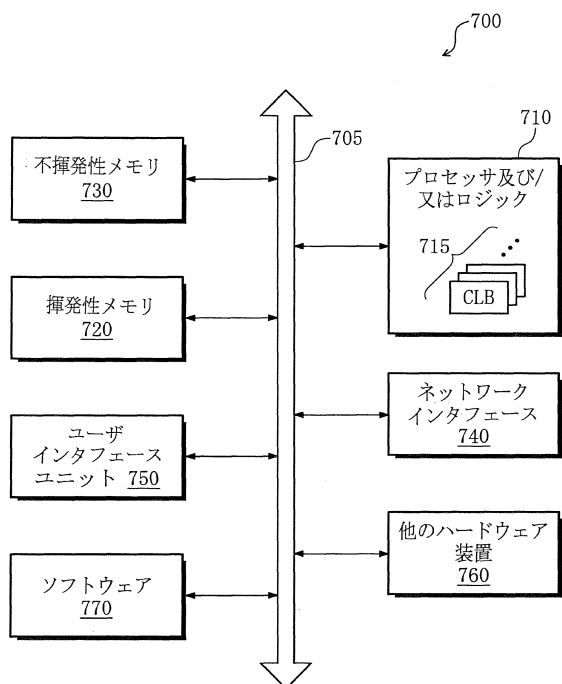 700
705
不揮発性メモリ
730
揮発性メモリ
720
ユーザ
インタフェース
ユニット 750
ソフトウェア
770
710
プロセッサ及び/
又はロジック
715
CLB
ネットワーク
インタフェース
740
他のハードウェア
装置
760